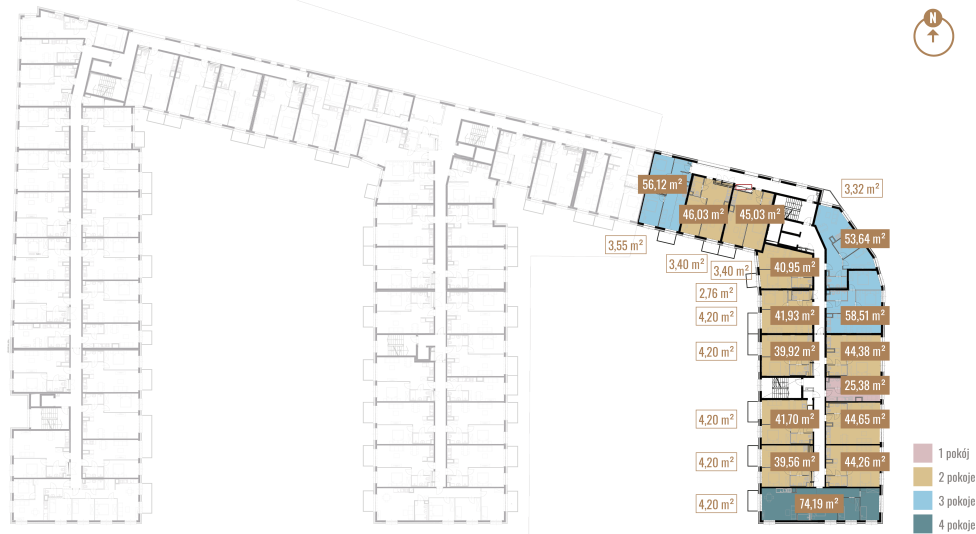 N
56,12 m²
3,32 m²
46,03 m²
45,03 m²
53,64 m²
3,55 m²
3,40 m²
3,40 m²
40,95 m²
2,76 m²
41,93 m²
58,51 m²
4,20 m²
39,92 m²
44,38 m²
4,20 m²
25,38 m²
41,70 m²
44,65 m²
4,20 m²
39,56 m²
44,26 m²
4,20 m²
74,19 m²
4,20 m²
1 pokój
2 pokoje
3 pokoje
4 pokoje